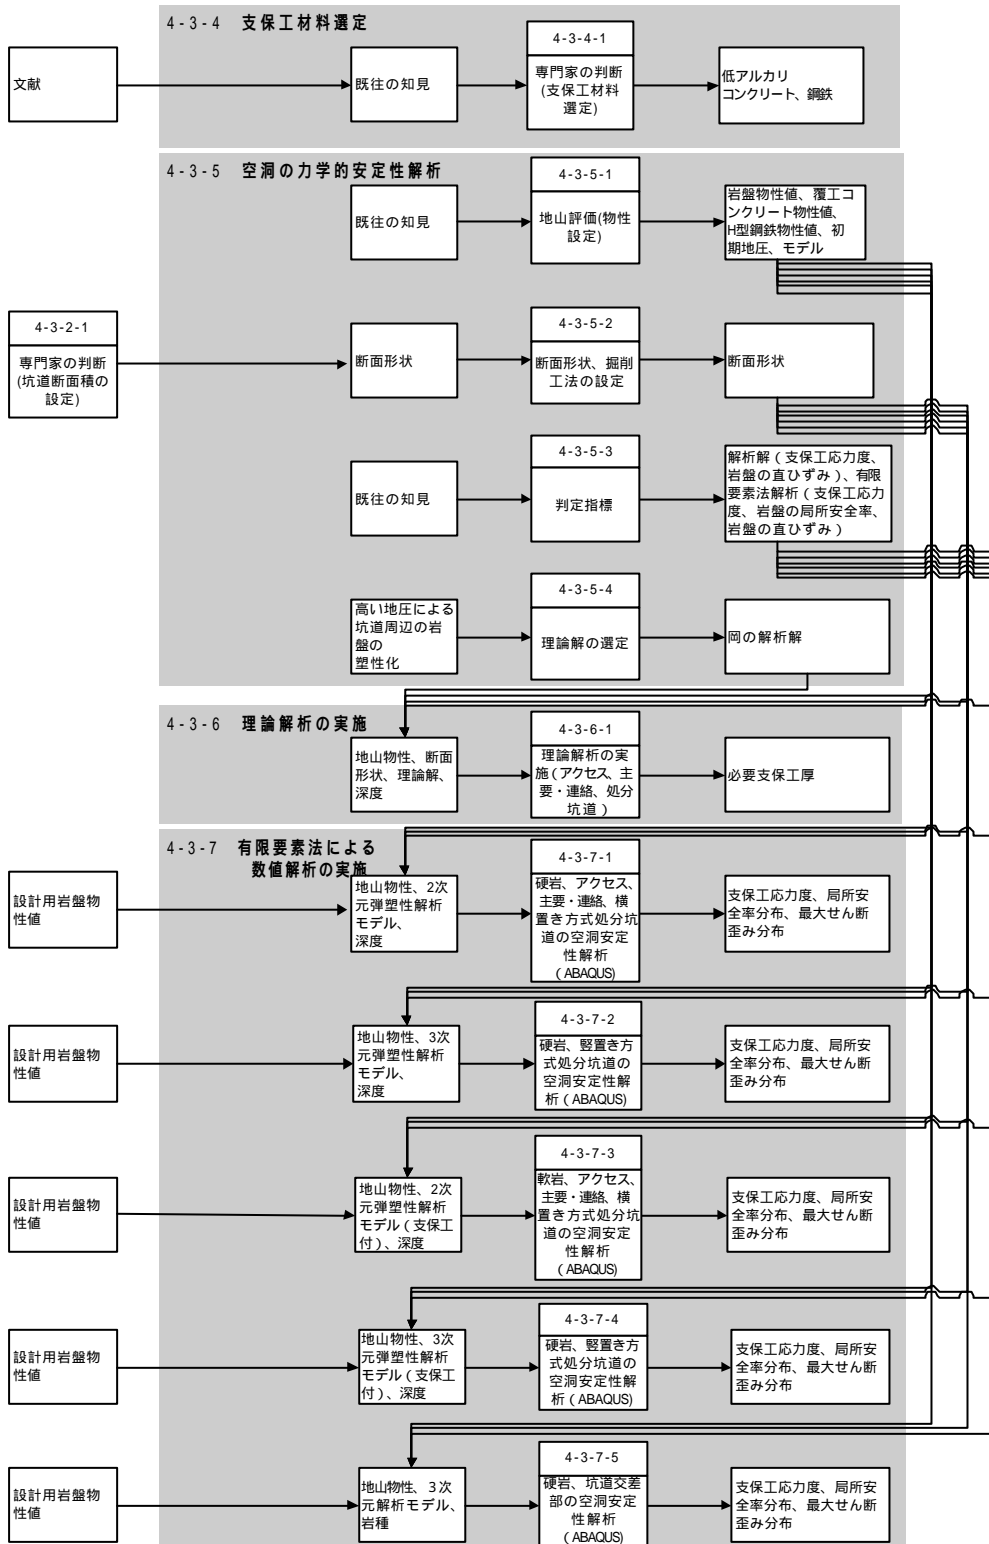 4-3-4 支保工材料選定
文献
既往の知見
4-3-4-1
専門家の判断
(支保工材料
選定)
低アルカリ
コンクリート、鋼鉄
4-3-5 空洞の力学的安定性解析
既往の知見
4-3-5-1
地山評価(物性
設定)
岩盤物性値、覆工コ
ンクリート物性値、
H型鋼鉄物性値、初
期地圧、モデル
4-3-2-1
専門家の判断
(坑道断面積の
設定)
断面形状
4-3-5-2
断面形状、掘削
工法の設定
断面形状
既往の知見
4-3-5-3
判定指標
解析解(支保工応力度、
岩盤の直ひずみ)、有限
要素法解析(支保工応力
度、岩盤の局所安全率、
岩盤の直ひずみ)
高い地圧による
坑道周辺の岩
盤の
塑性化
4-3-5-4
理論解の選定
岡の解析解
4-3-6 理論解析の実施
地山物性、断面
形状、理論解、
深度
4-3-6-1
理論解析の実
施(アクセス、主
要・連絡、処分
坑道)
必要支保工厚
4-3-7 有限要素法による
数値解析の実施
設計用岩盤物
性値
地山物性、2次
元弾塑性解析
モデル、
深度
4-3-7-1
硬岩、アクセス、
主要・連絡、横
置き方式処分坑
道の空洞安定
性解析
(ABAQUS)
支保工応力度、局所安
全率分布、最大せん断
歪み分布
設計用岩盤物
性値
地山物性、3次
元弾塑性解析
モデル、
深度
4-3-7-2
硬岩、竪置き方
式処分坑道の
空洞安定性解
析(ABAQUS)
支保工応力度、局所安
全率分布、最大せん断
歪み分布
設計用岩盤物
性値
地山物性、2次
元弾塑性解析
モデル(支保工
付)、深度
4-3-7-3
軟岩、アクセス、
主要・連絡、横
置き方式処分坑
道の空洞安定
性解析
(ABAQUS)
支保工応力度、局所安
全率分布、最大せん断
歪み分布
設計用岩盤物
性値
地山物性、3次
元弾塑性解析
モデル(支保工
付)、深度
4-3-7-4
硬岩、竪置き方
式処分坑道の
空洞安定性解
析(ABAQUS)
支保工応力度、局所安
全率分布、最大せん断
歪み分布
設計用岩盤物
性値
地山物性、3次
元解析モデル、
岩種
4-3-7-5
硬岩、坑道交差
部の空洞安定
性解析
(ABAQUS)
支保工応力度、局所安
全率分布、最大せん断
歪み分布